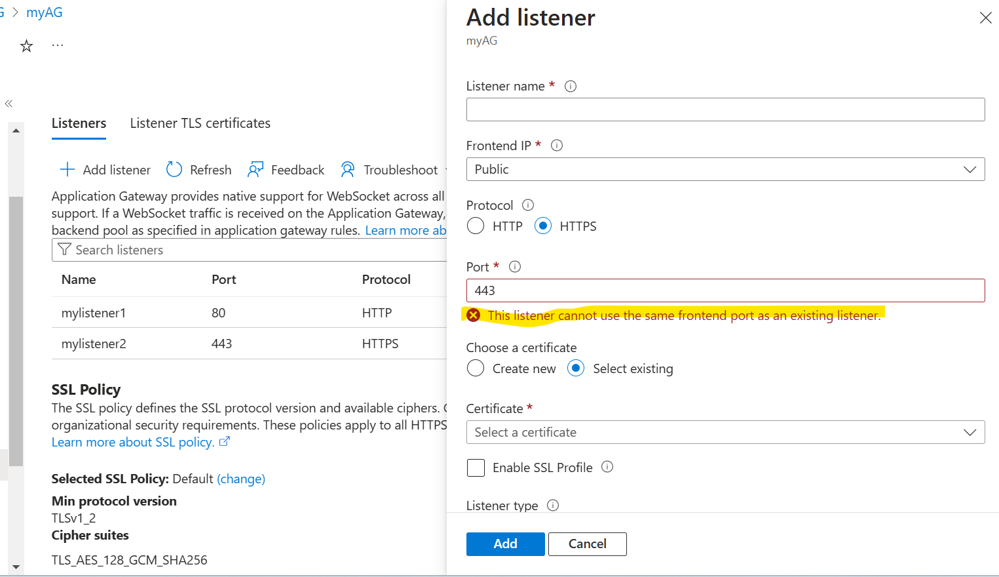 myAG
Listeners
Listener TLS certificates
Add listener
Refresh
Feedback
Troubleshoot
Application Gateway provides native support for WebSocket across all
support. If a WebSocket traffic is received on the Application Gateway,
backend pool as specified in application gateway rules. Learn more ab
Search listeners
Name Port Protocol
mylistener1 80 HTTP
mylistener2 443 HTTPS
SSL Policy
The SSL policy defines the SSL protocol version and available ciphers.
organizational security requirements. These policies apply to all HTTPS
Learn more about SSL policy.
Selected SSL Policy: Default (change)
Min protocol version
TLSv1_2
Cipher suites
TLS_AES_128_GCM_SHA256
Add listener
myAG
Listener name *
Frontend IP *
Public
Protocol
HTTP HTTPS
Port *
443
This listener cannot use the same frontend port as an existing listener.
Choose a certificate
Create new Select existing
Certificate *
Select a certificate
Enable SSL Profile
Listener type
Add Cancel